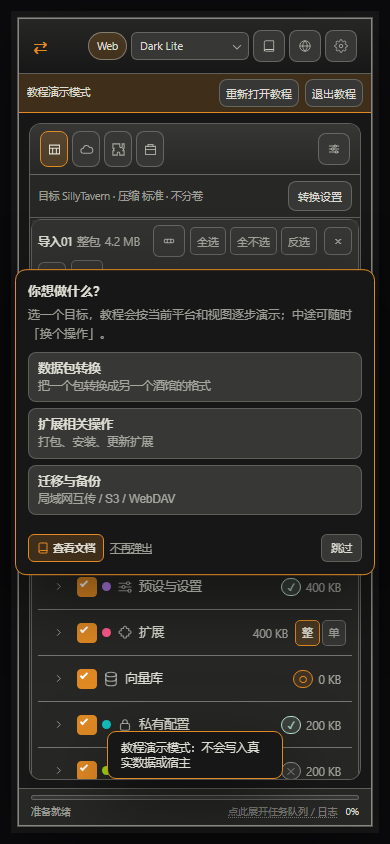 Web
Dark Lite
教程演示模式
重新打开教程
退出教程
目标 SillyTavern · 压缩 标准 · 不分卷
转换设置
导入01 整包 4.2 MB
全选
全不选
反选
×
你想做什么？
选一个目标，教程会按当前平台和视图逐步演示；中途可随时
「换个操作」。
数据包转换
把一个包转换成另一个酒馆的格式
扩展相关操作
打包、安装、更新扩展
迁移与备份
局域网互传 / S3 / WebDAV
查看文档
不再弹出
跳过
预设与设置
400 KB
扩展
400 KB
整
单
向量库
0 KB
私有配置
200 KB
200 KB
教程演示模式：不会写入真
实数据或宿主
准备就绪
点此展开任务队列 / 日志
0%